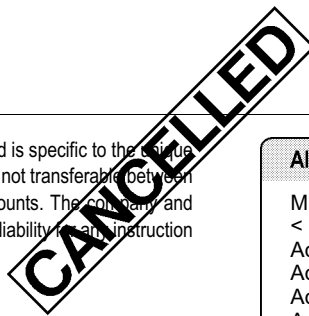 CANCELLED
d is specific to the unique
not transferable between
ounts. The company and
liability for any instruction
Al
M
<
Ac
Ac
Ac